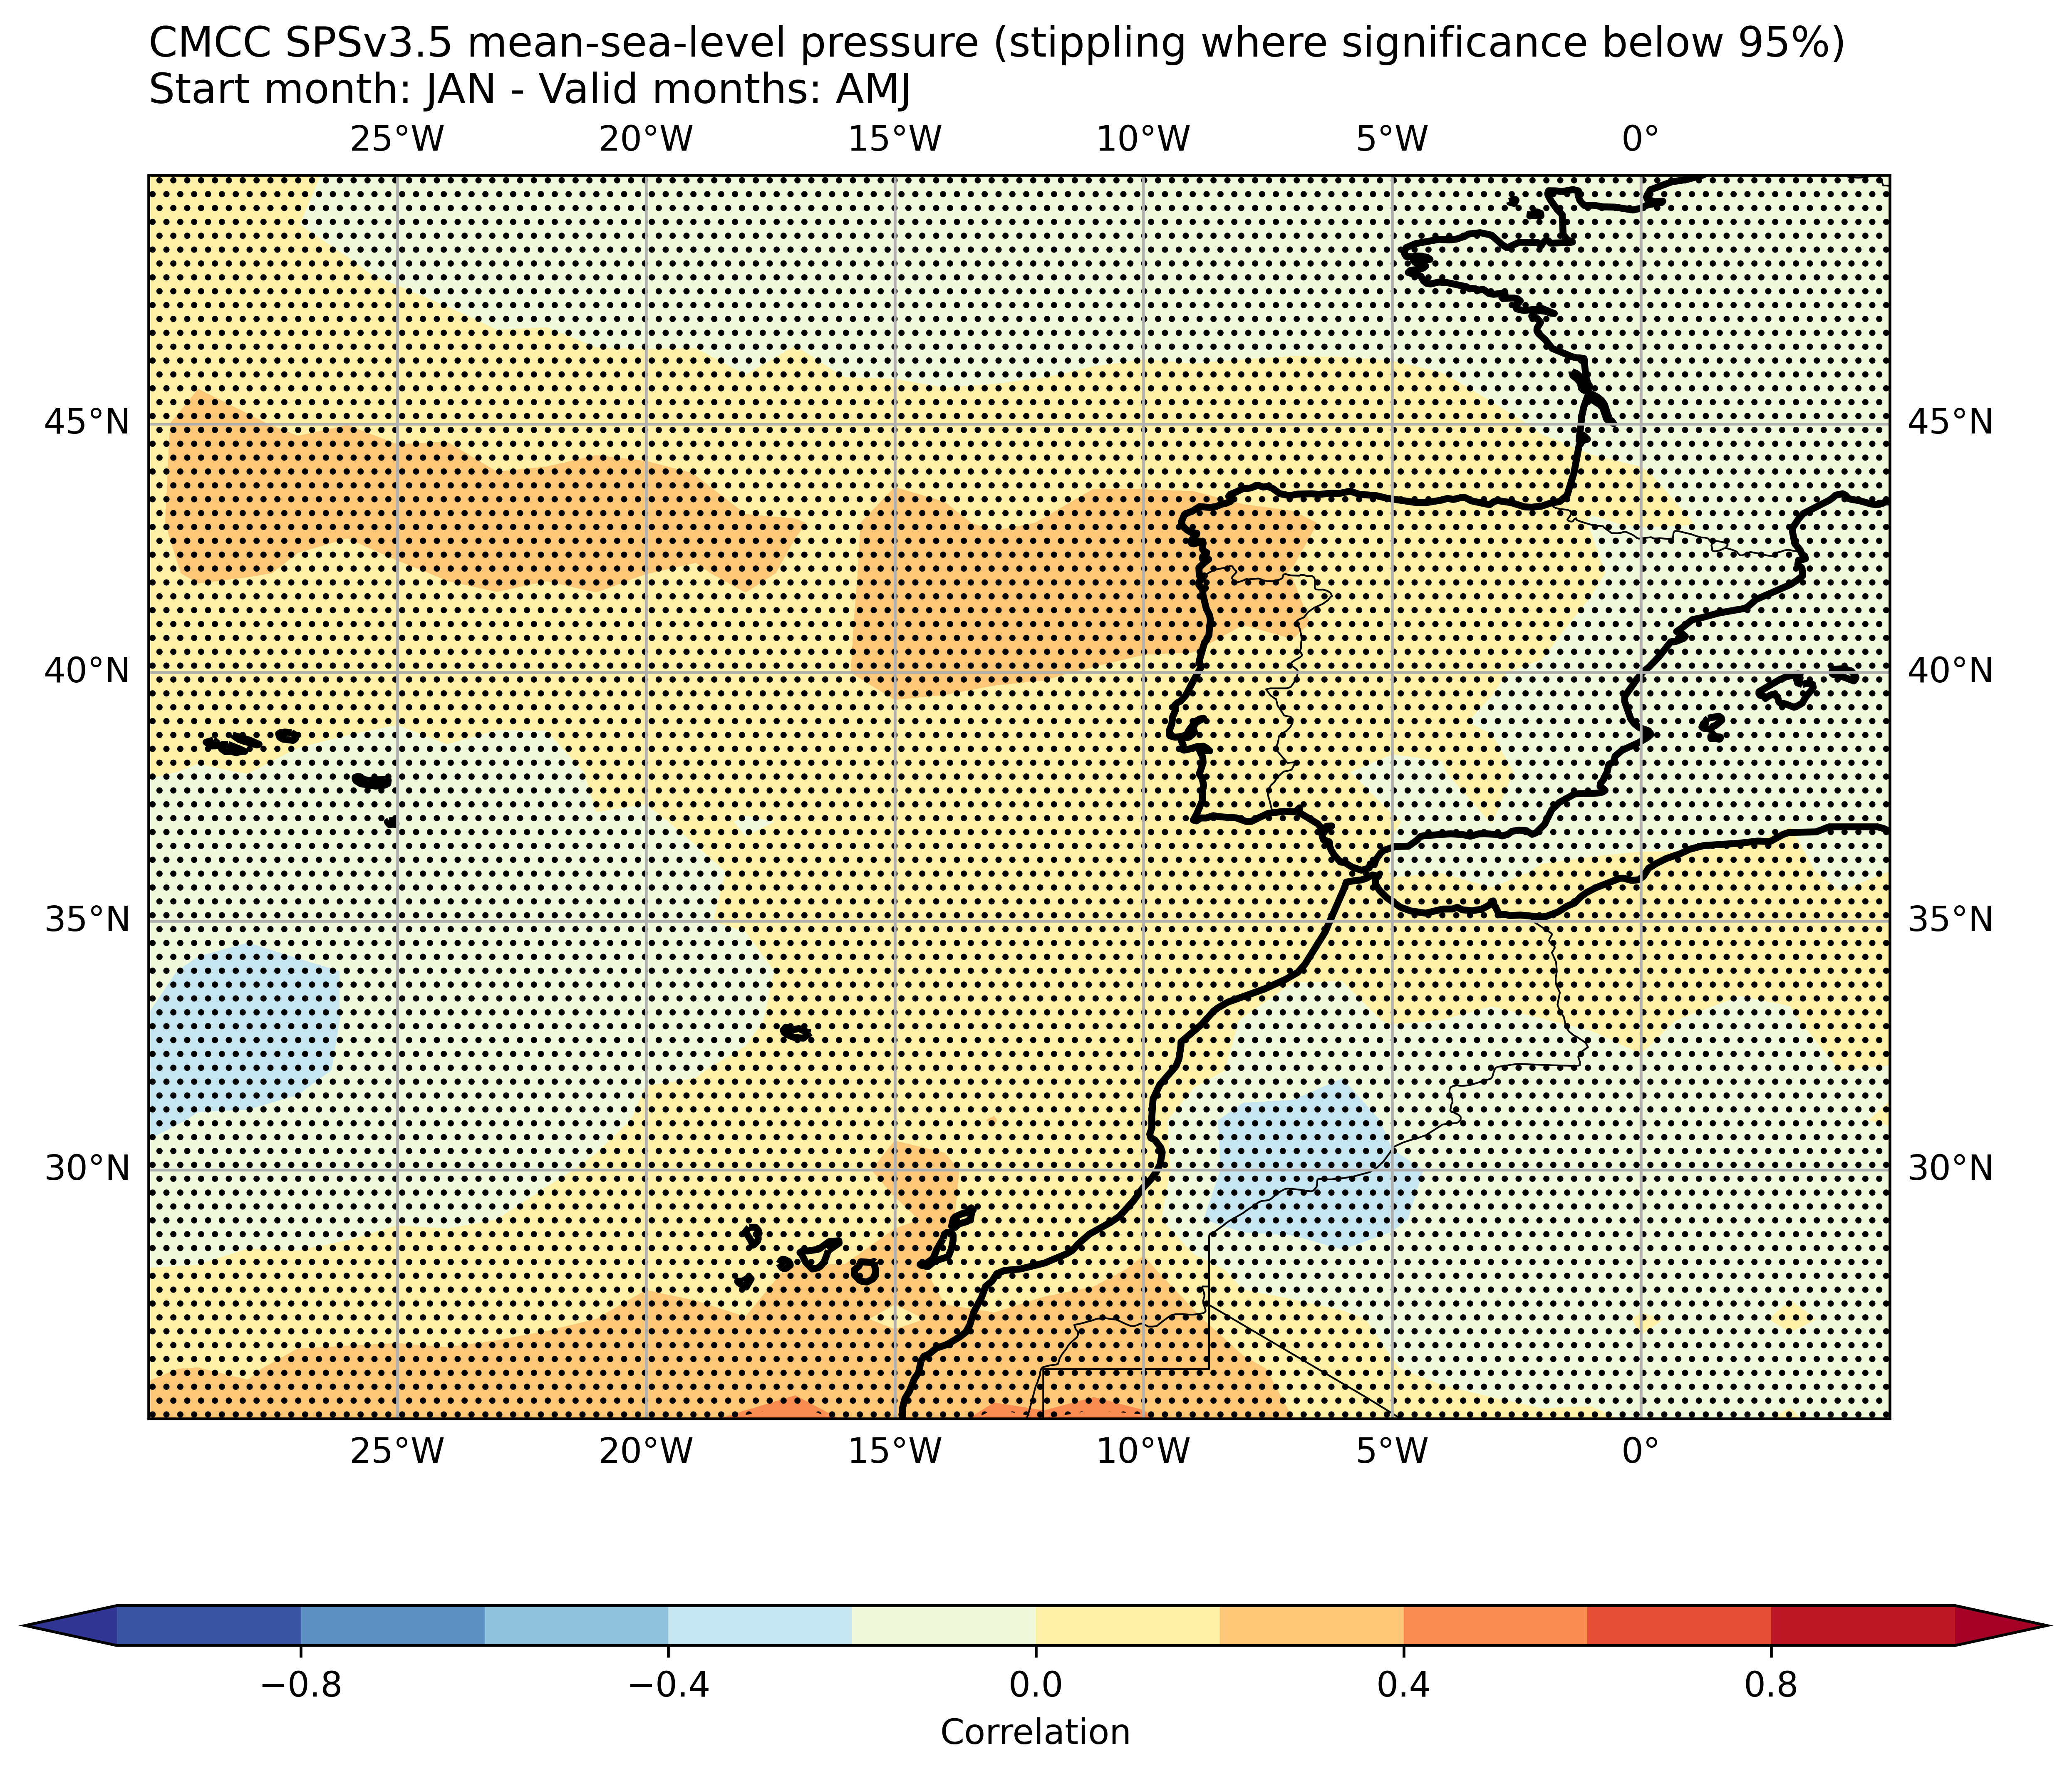 CMCC SPSv3.5 mean-sea-level pressure (stippling where significance below 95%)
Start month: JAN - Valid months: AMJ
25°W 20°W 15°W 10°W 5°W 0°
45°N 45°N
40°N 40°N
35°N 35°N
30°N 30°N
25°W 20°W 15°W 10°W 5°W 0°
−0.8 −0.4 0.0 0.4 0.8
Correlation